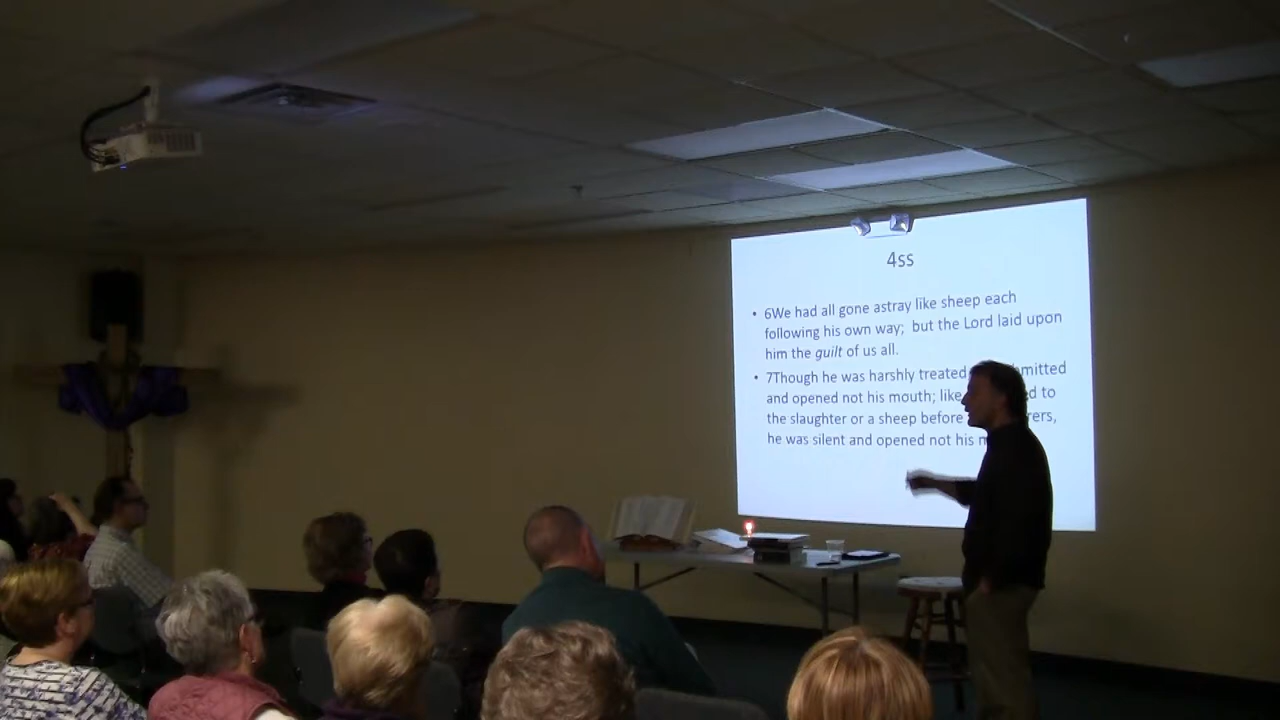 4ss
• 6We had all gone astray like sheep each
following his own way; but the Lord laid upon
him the guilt of us all.
• 7Though he was harshly treated
and opened not his mouth; like to
the slaughter or a sheep before
he was silent and opened not his